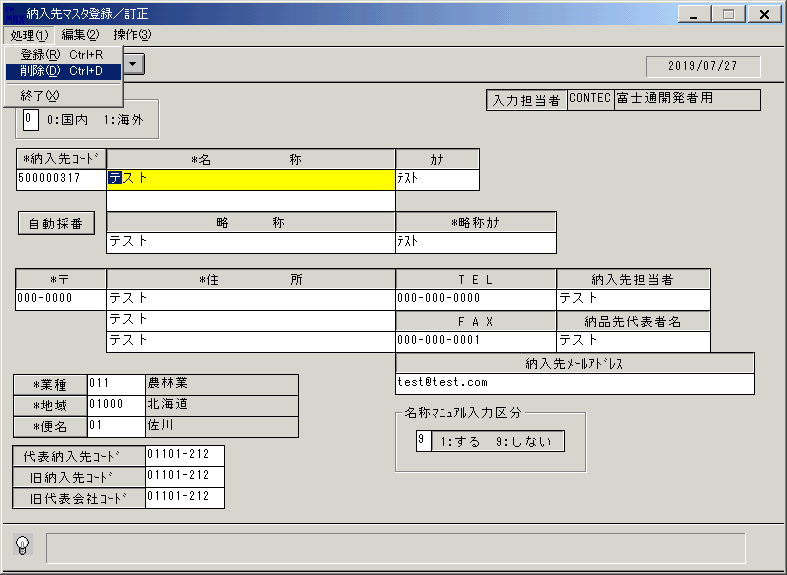 納入先マスタ登録／訂正
処理(1) 編集(2) 操作(3)
登録(R) Ctrl+R
削除(D) Ctrl+D
終了(X)
2019/07/27
入力担当者 CONTEC 富士通開発者用
0 0:国内 1:海外
*納入先ｺｰﾄﾞ *名 称 ｶﾅ
500000317 テスト ﾃｽﾄ
自動採番 略 称 *略称ｶﾅ
テスト ﾃｽﾄ
*〒 *住 所 ＴＥＬ 納入先担当者
000-0000 テスト 000-000-0000 テスト
テスト ＦＡＸ 納品先代表者名
テスト 000-000-0001 テスト
納入先ﾒｰﾙｱﾄﾞﾚｽ
test@test.com
*業種 011 農林業
*地域 01000 北海道
*便名 01 佐川
名称ﾏﾆｭｱﾙ入力区分
9 1:する 9:しない
代表納入先ｺｰﾄﾞ 01101-212
旧納入先ｺｰﾄﾞ 01101-212
旧代表会社ｺｰﾄﾞ 01101-212